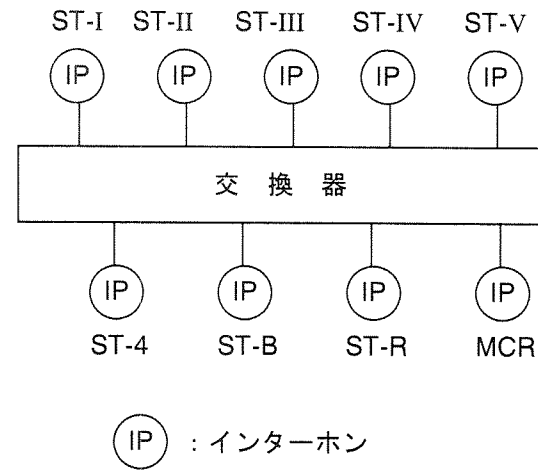 ST-I ST-II ST-III ST-IV ST-V
IP IP IP IP IP
交 換 器
IP IP IP IP
ST-4 ST-B ST-R MCR
IP : インターホン